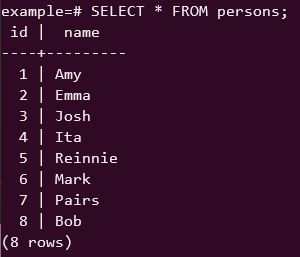 example=# SELECT * FROM persons;
 id |  name
----+---------
  1 | Amy
  2 | Emma
  3 | Josh
  4 | Ita
  5 | Reinnie
  6 | Mark
  7 | Pairs
  8 | Bob
(8 rows)